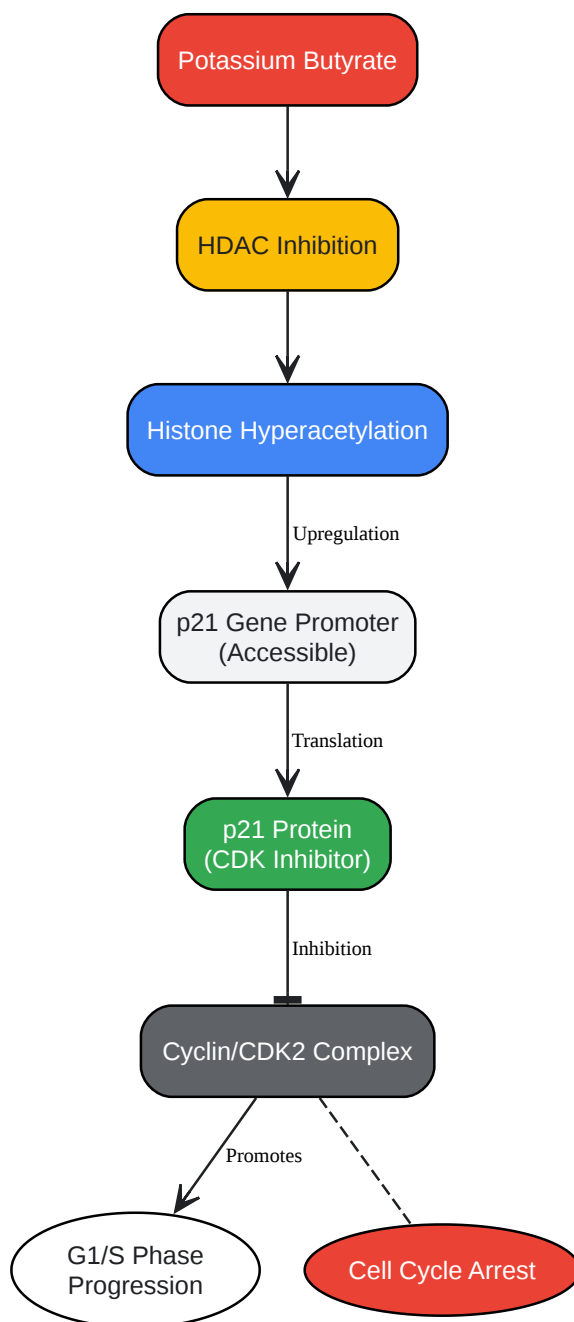 Potassium Butyrate
HDAC Inhibition
Histone Hyperacetylation
Upregulation
p21 Gene Promoter
(Accessible)
Translation
p21 Protein
(CDK Inhibitor)
Inhibition
Cyclin/CDK2 Complex
Promotes
G1/S Phase
Progression
Cell Cycle Arrest